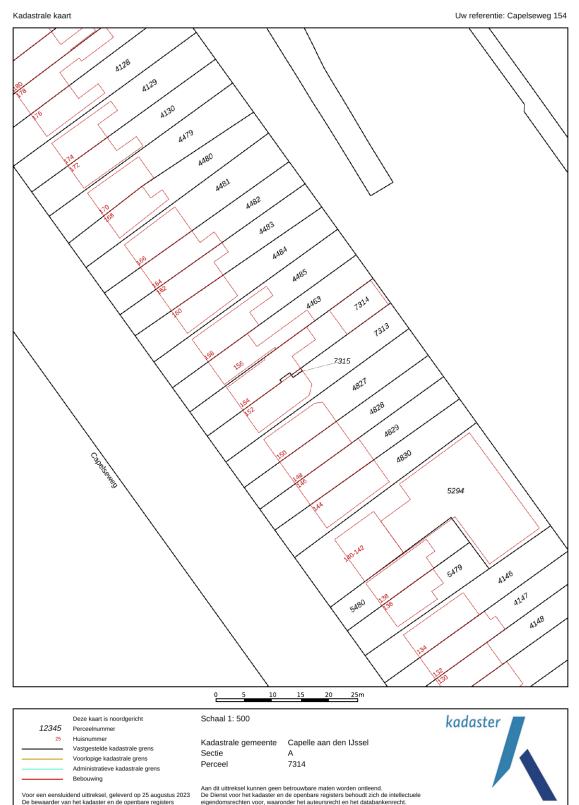 Kadastrale kaart
Uw referentie: Capelseweg 154
180
178
176
174
172
170
168
166
164
162
160
158
156
154
152
150
148
146
144
140-142
138
136
134
132
130
4128
4129
4130
4479
4480
4481
4482
4483
4484
4485
4463
7314
7313
7315
4827
4828
4829
4830
5294
5479
5480
4146
4147
4148
Capelseweg
0 5 10 15 20 25m
12345
25
Deze kaart is noordgericht
Perceelnummer
Huisnummer
Vastgestelde kadastrale grens
Voorlopige kadastrale grens
Administratieve kadastrale grens
Bebouwing
Voor een eensluidend uittreksel, geleverd op 25 augustus 2023
De bewaarder van het kadaster en de openbare registers
Schaal 1: 500
Kadastrale gemeente Capelle aan den IJssel
Sectie A
Perceel 7314
Aan dit uittreksel kunnen geen betrouwbare maten worden ontleend.
De Dienst voor het kadaster en de openbare registers behoudt zich de intellectuele
eigendomsrechten voor, waaronder het auteursrecht en het databankenrecht.
kadaster